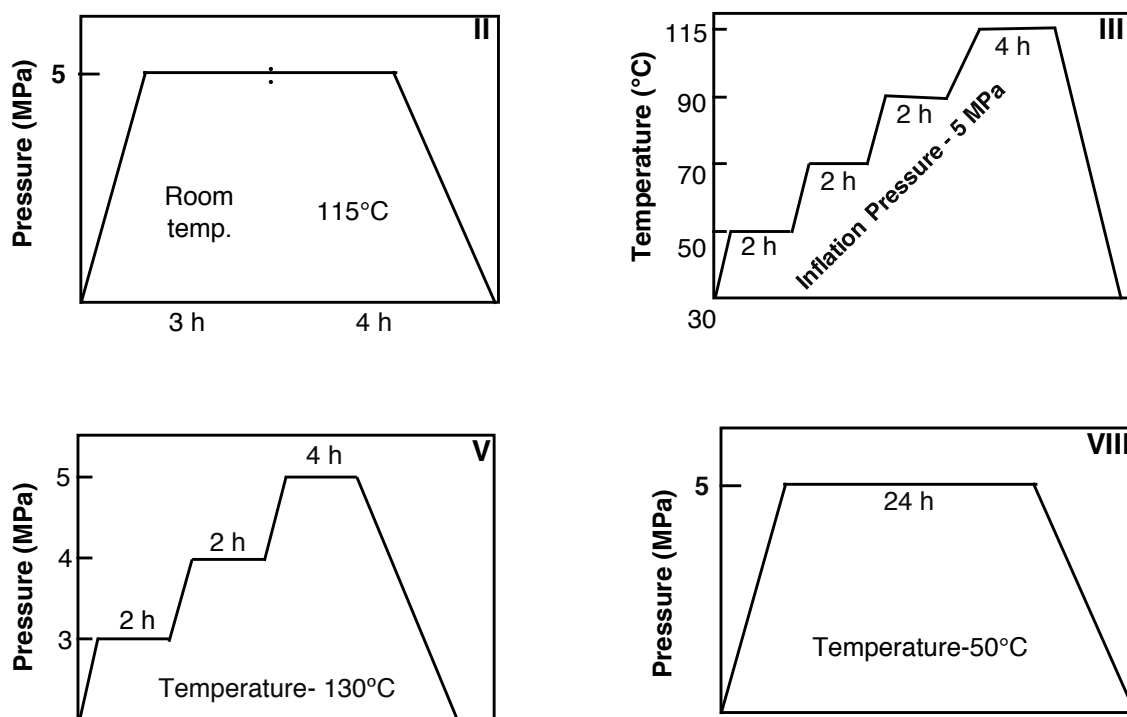 II
Pressure (MPa)
5
Room
temp.
115°C
3 h
4 h
III
Temperature (°C)
115
90
70
50
30
2 h
2 h
2 h
4 h
Inflation Pressure - 5 MPa
V
Pressure (MPa)
5
4
3
2 h
2 h
4 h
Temperature- 130ºC
VIII
Pressure (MPa)
5
24 h
Temperature-50°C